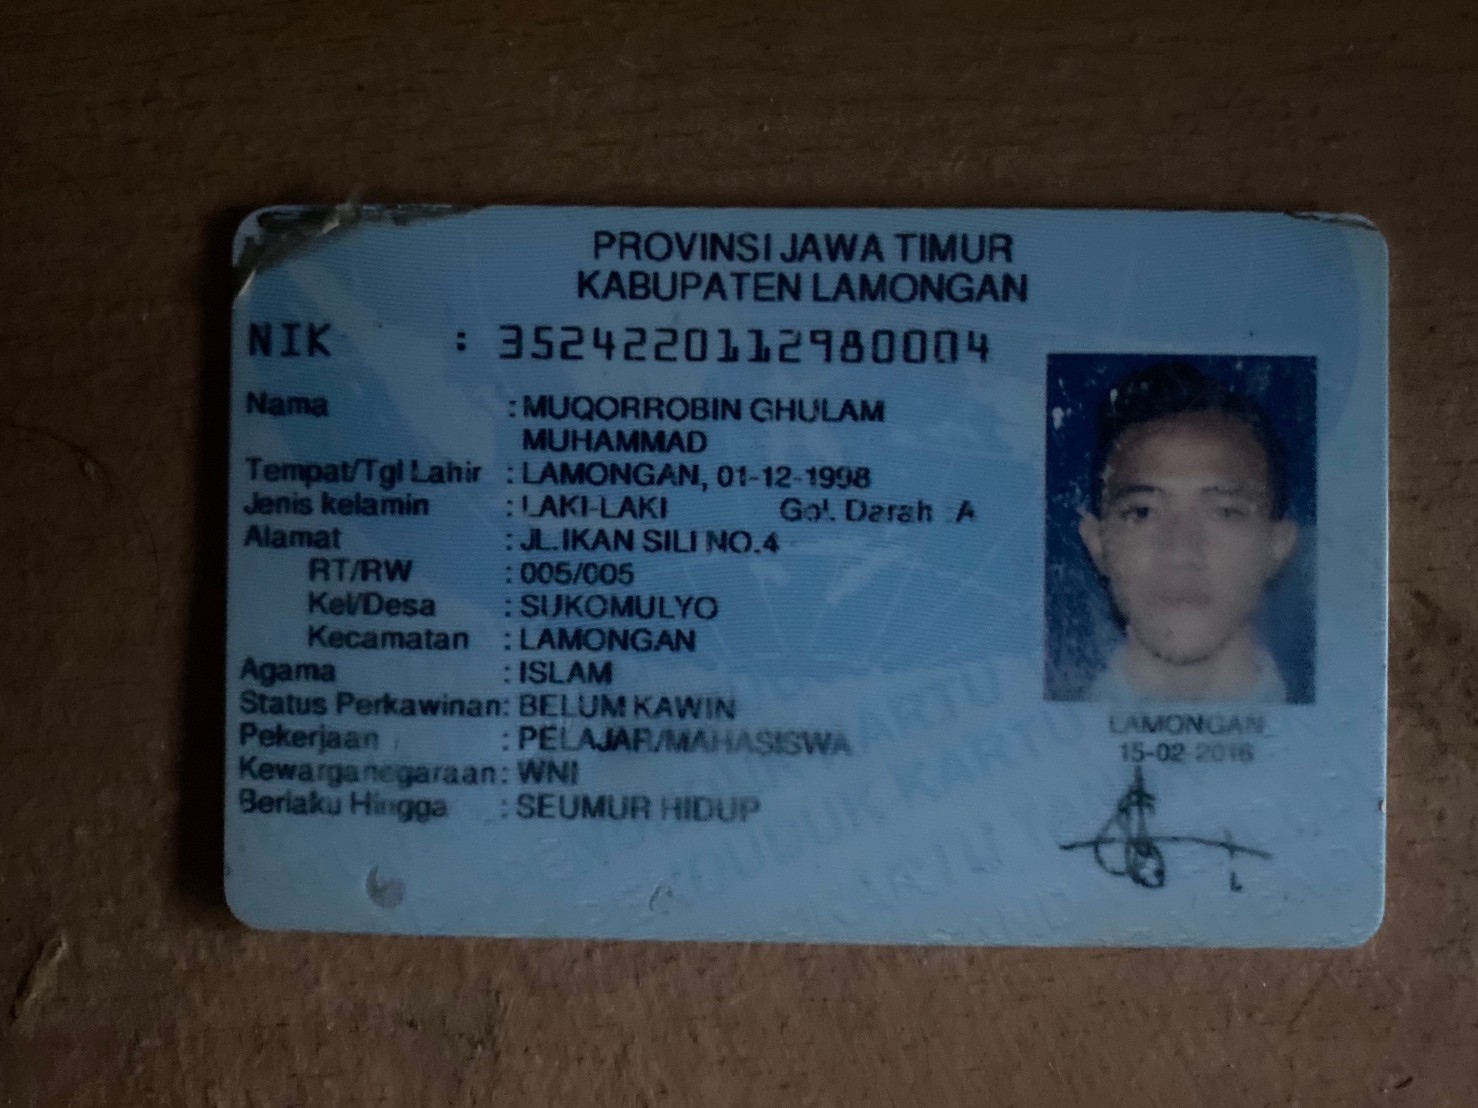 PROVINSI JAWA TIMUR
KABUPATEN LAMONGAN
NIK : 3524220112980004
Nama : MUQORROBIN GHULAM
MUHAMMAD
Tempat/Tgl Lahir : LAMONGAN, 01-12-1998
Jenis kelamin : LAKI-LAKI Gol. Darah : A
Alamat : JL.IKAN SILI NO.4
RT/RW : 005/005
Kel/Desa : SUKOMULYO
Kecamatan : LAMONGAN
Agama : ISLAM
Status Perkawinan: BELUM KAWIN
Pekerjaan : PELAJAR/MAHASISWA
Kewarganegaraan: WNI
Berlaku Hingga : SEUMUR HIDUP
LAMONGAN
15-02-2016